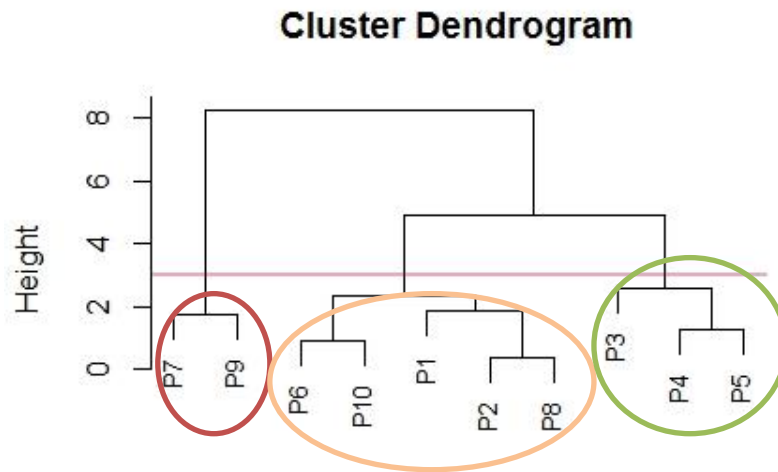 Cluster Dendrogram
Height
8
6
4
2
0
P7
P9
P6
P10
P1
P2
P8
P3
P4
P5